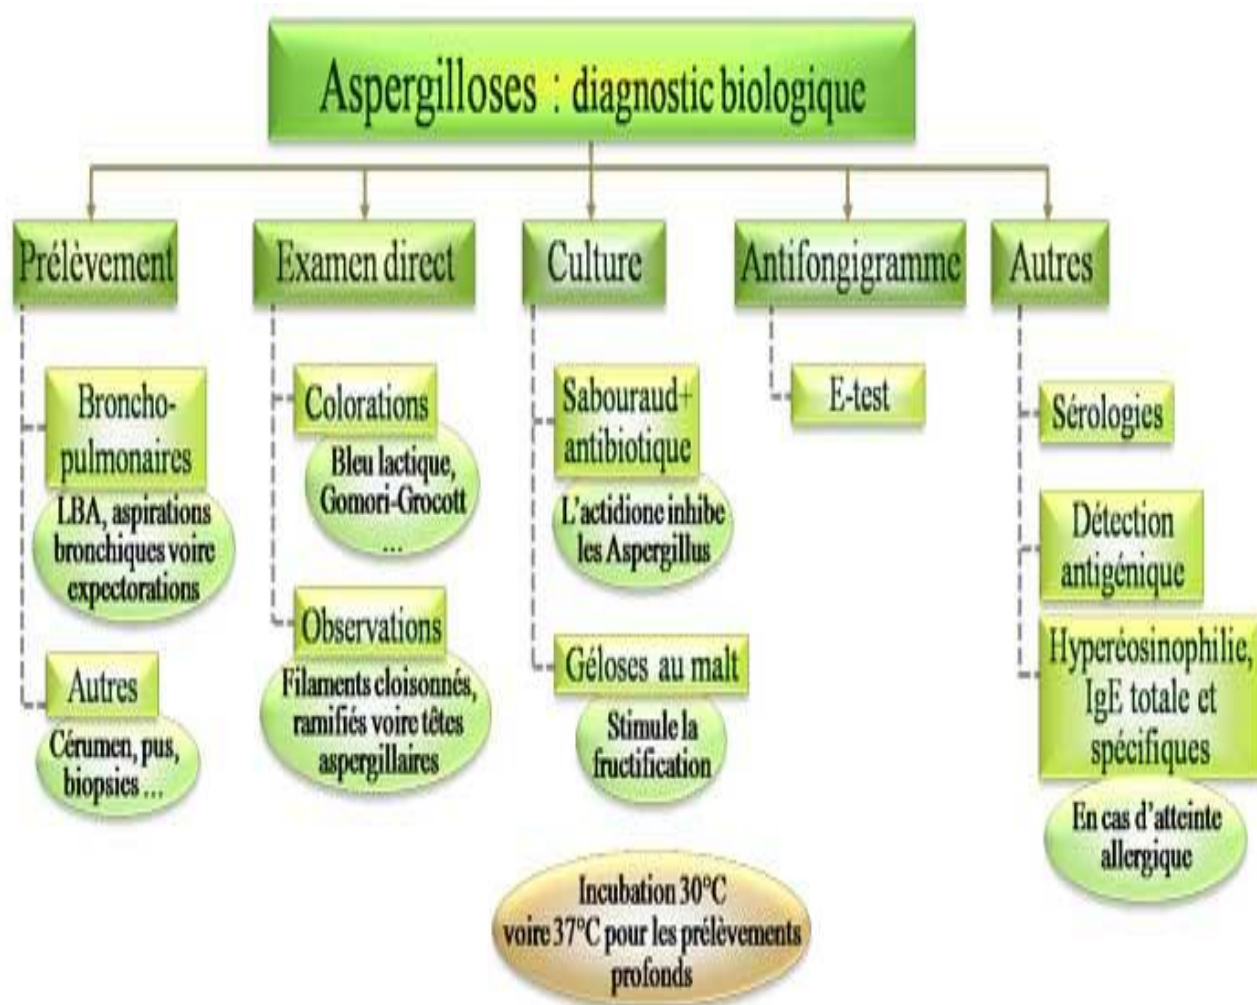 Aspergilloses : diagnostic biologique
Prélèvement
Broncho-
pulmonaires
LBA, aspirations
bronchiques voire
expectorations
Autres
Cérumen, pus,
biopsies ...
Examen direct
Colorations
Bleu lactique,
Gomori-Grocott
...
Observations
Filaments cloisonnés,
ramifiés voire têtes
aspergillaires
Culture
Sabouraud+
antibiotique
L'actidione inhibe
les Aspergillus
Géloses au malt
Stimule la
fructification
Antifongigramme
E-test
Autres
Sérologies
Détection
antigénique
Hyperéosinophilie,
IgE totale et
spécifiques
En cas d'atteinte
allergique
Incubation 30°C
voire 37°C pour les prélèvements
profonds